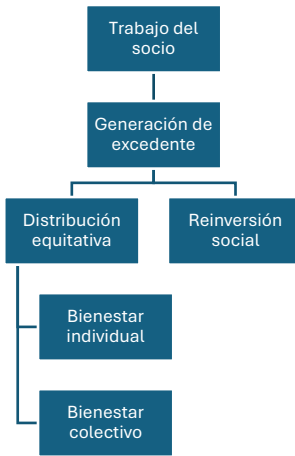 Trabajo del
socio
Generación de
excedente
Distribución
equitativa
Reinversión
social
Bienestar
individual
Bienestar
colectivo